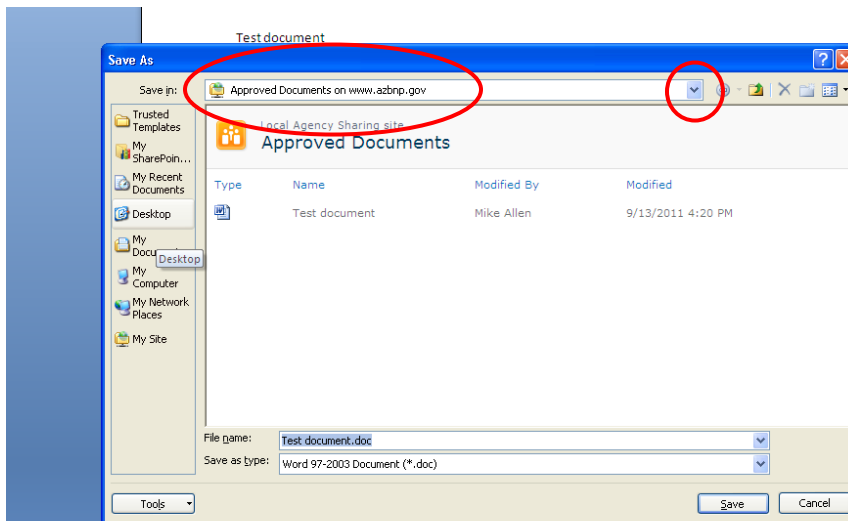 Test document
Save As
Save in:
Approved Documents on www.azbnp.gov
Trusted
Templates
My
SharePoin...
My Recent
Documents
Desktop
My
Docu
Desktop
My
Computer
My Network
Places
My Site
Local Agency Sharing site
Approved Documents
Type Name Modified By Modified
Test document Mike Allen 9/13/2011 4:20 PM
File name: Test document.doc
Save as type: Word 97-2003 Document (*.doc)
Tools Save Cancel